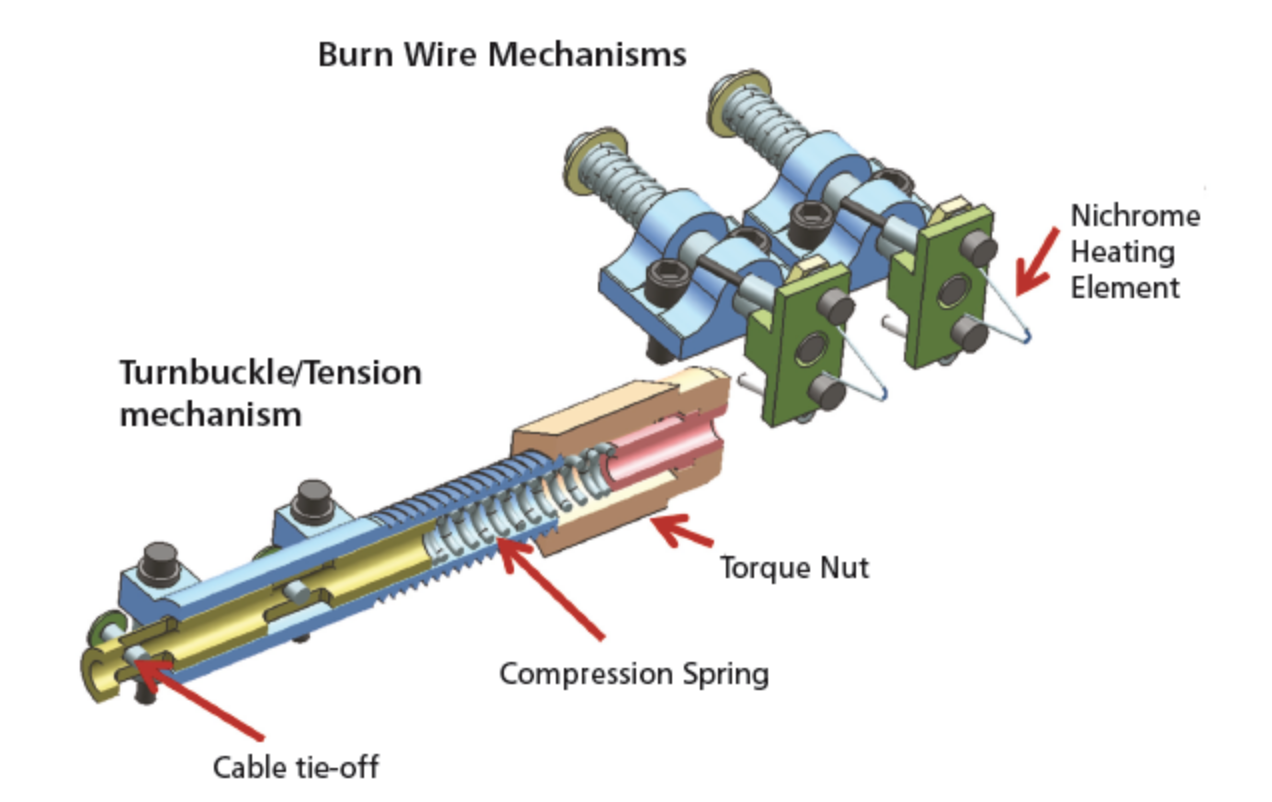 Burn Wire Mechanisms
Nichrome
Heating
Element
Turnbuckle/Tension
mechanism
Torque Nut
Compression Spring
Cable tie-off